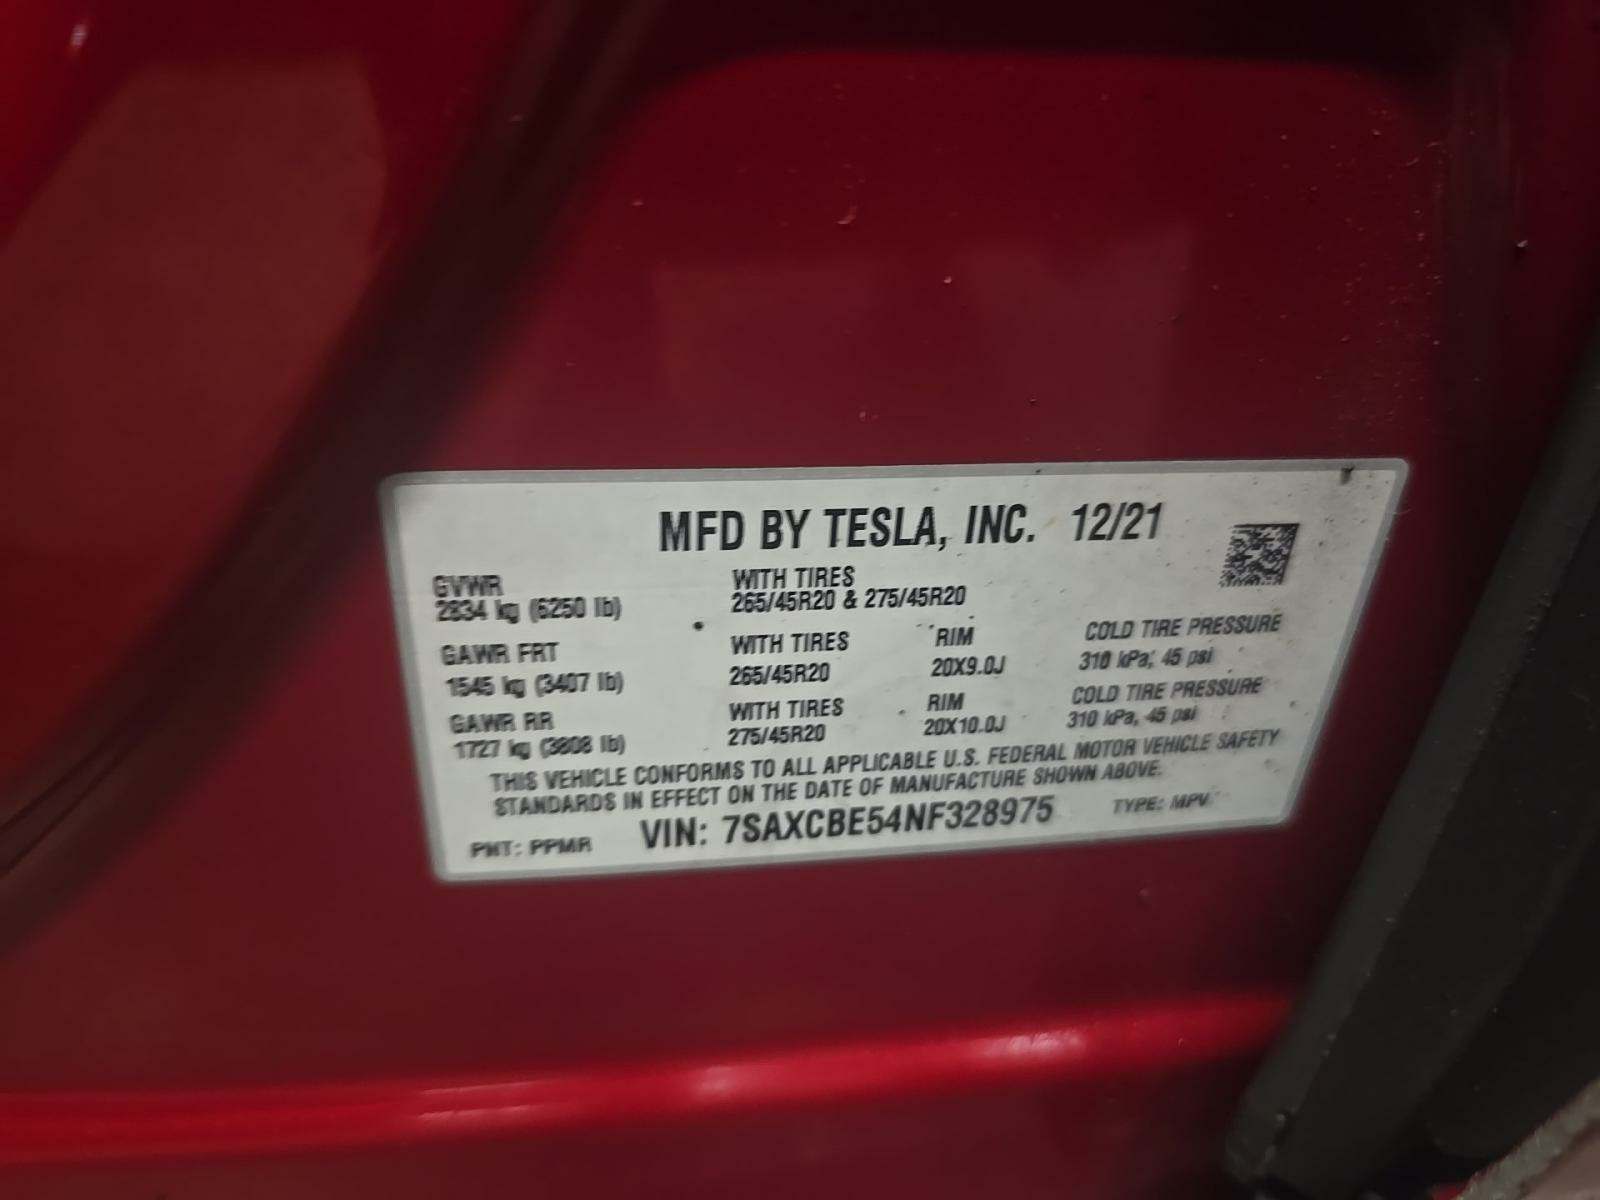 MFD BY TESLA, INC. 12/21
GVWR WITH TIRES
2834 kg (6250 lb) 265/45R20 & 275/45R20
GAWR FRT WITH TIRES RIM COLD TIRE PRESSURE
1545 kg (3407 lb) 265/45R20 20X9.0J 310 kPa, 45 psi
GAWR RR WITH TIRES RIM COLD TIRE PRESSURE
1727 kg (3808 lb) 275/45R20 20X10.0J 310 kPa, 45 psi
THIS VEHICLE CONFORMS TO ALL APPLICABLE U.S. FEDERAL MOTOR VEHICLE SAFETY
STANDARDS IN EFFECT ON THE DATE OF MANUFACTURE SHOWN ABOVE.
PNT: PPMR VIN: 7SAXCBE54NF328975 TYPE: MPV